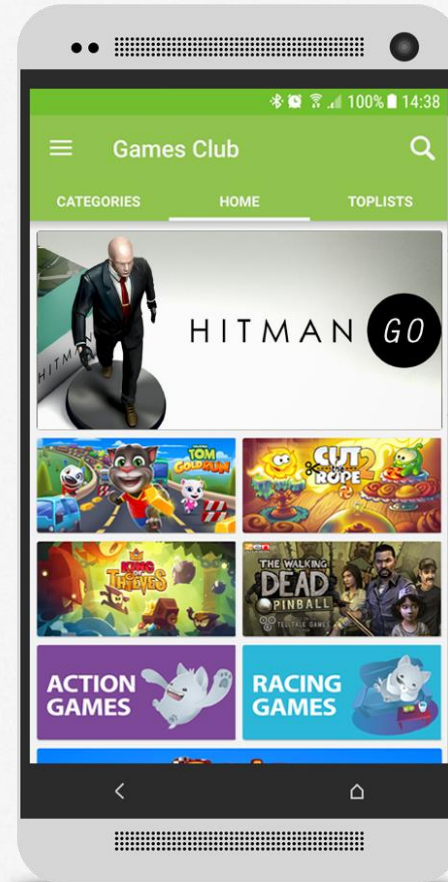 100% 14:38
Games Club
CATEGORIES HOME TOPLISTS
HITMAN
HITMAN GO
TOM
GOLD RUN
CUT
THE
ROPE 2
KING
OF
THIEVES
THE WALKING
DEAD
PINBALL
TELLTALE GAMES
ACTION
GAMES
RACING
GAMES